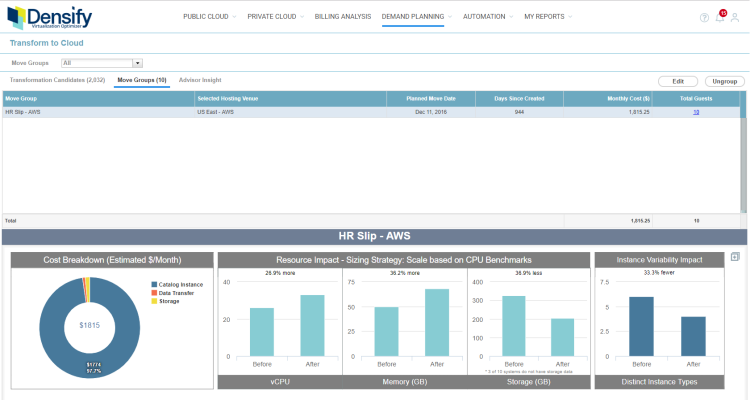 Densify
Virtualization Optimized
PUBLIC CLOUD PRIVATE CLOUD BILLING ANALYSIS DEMAND PLANNING AUTOMATION MY REPORTS
15
Transform to Cloud
Move Groups All
Transformation Candidates (2,032) Move Groups (10) Advisor Insight
Edit Ungroup
Move Group Selected Hosting Venue Planned Move Date Days Since Created Monthly Cost ($) Total Guests
HR Slip - AWS US East - AWS Dec 11, 2016 944 1,815.25 10
Total 1,815.25 10
HR Slip - AWS
Cost Breakdown (Estimated $/Month)
Catalog Instance
Data Transfer
Storage
$1815
$1774
97.7%
Resource Impact - Sizing Strategy: Scale based on CPU Benchmarks
26.9% more
40
20
0
Before After
vCPU
36.2% more
75
50
25
0
Before After
Memory (GB)
36.9% less
400
300
200
100
0
Before After
* 3 of 10 systems do not have storage data.
Storage (GB)
Instance Variability Impact
33.3% fewer
7.5
5
2.5
0
Before After
Distinct Instance Types